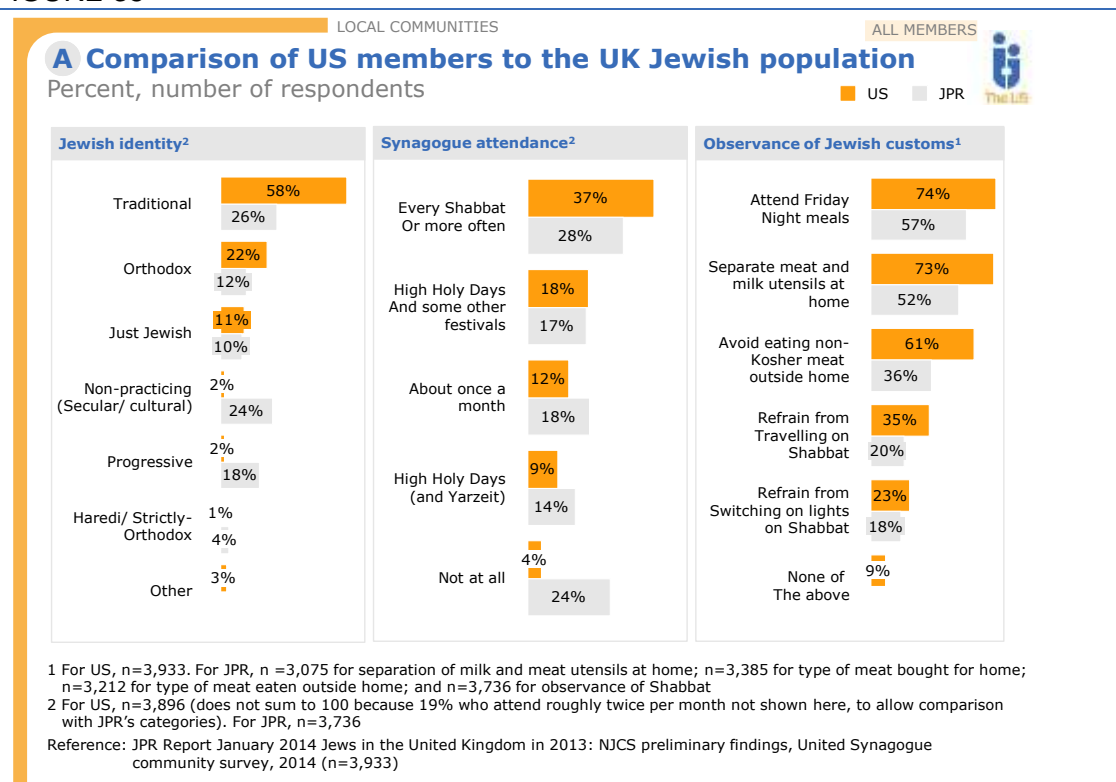 LOCAL COMMUNITIES
ALL MEMBERS
A Comparison of US members to the UK Jewish population
Percent, number of respondents
US
JPR
The US
Jewish identity²
Traditional
58%
26%
Orthodox
22%
12%
Just Jewish
11%
10%
Non-practicing
(Secular/ cultural)
2%
24%
Progressive
2%
18%
Haredi/ Strictly-
Orthodox
1%
4%
Other
3%
Synagogue attendance²
Every Shabbat
Or more often
37%
28%
High Holy Days
And some other
festivals
18%
17%
About once a
month
12%
18%
High Holy Days
(and Yarzeit)
9%
14%
Not at all
4%
24%
Observance of Jewish customs¹
Attend Friday
Night meals
74%
57%
Separate meat and
milk utensils at
home
73%
52%
Avoid eating non-
Kosher meat
outside home
61%
36%
Refrain from
Travelling on
Shabbat
35%
20%
Refrain from
Switching on lights
on Shabbat
23%
18%
None of
The above
9%
1 For US, n=3,933. For JPR, n =3,075 for separation of milk and meat utensils at home; n=3,385 for type of meat bought for home;
n=3,212 for type of meat eaten outside home; and n=3,736 for observance of Shabbat
2 For US, n=3,896 (does not sum to 100 because 19% who attend roughly twice per month not shown here, to allow comparison
with JPR's categories). For JPR, n=3,736
Reference: JPR Report January 2014 Jews in the United Kingdom in 2013: NJCS preliminary findings, United Synagogue
community survey, 2014 (n=3,933)